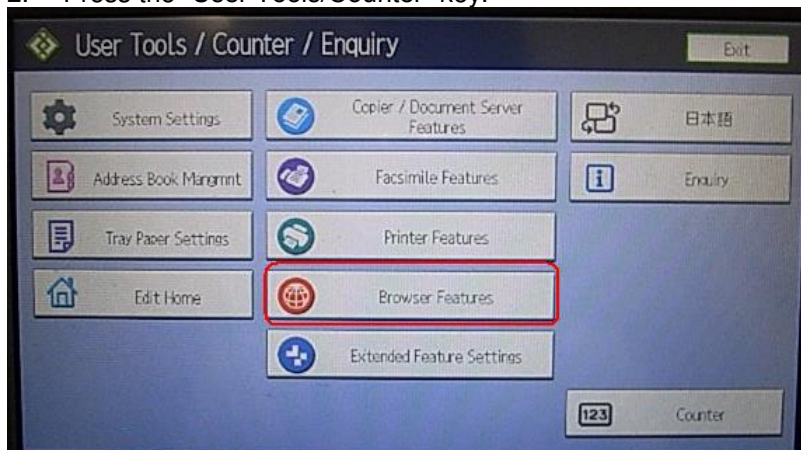 2. Press the "User Tools/Counter" key.
User Tools / Counter / Enquiry
Exit
System Settings
Copier / Document Server
Features
日本語
Address Book Mangmnt
Facsimile Features
Enquiry
Tray Paper Settings
Printer Features
Edit Home
Browser Features
Extended Feature Settings
123
Counter